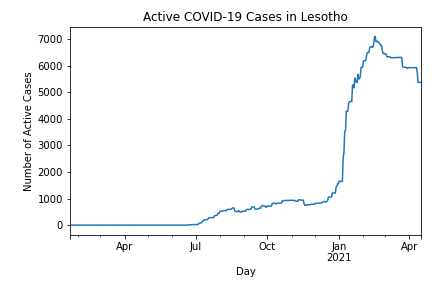 Active COVID-19 Cases in Lesotho
Number of Active Cases
7000
6000
5000
4000
3000
2000
1000
0
Apr Jul Oct Jan Apr
2021
Day